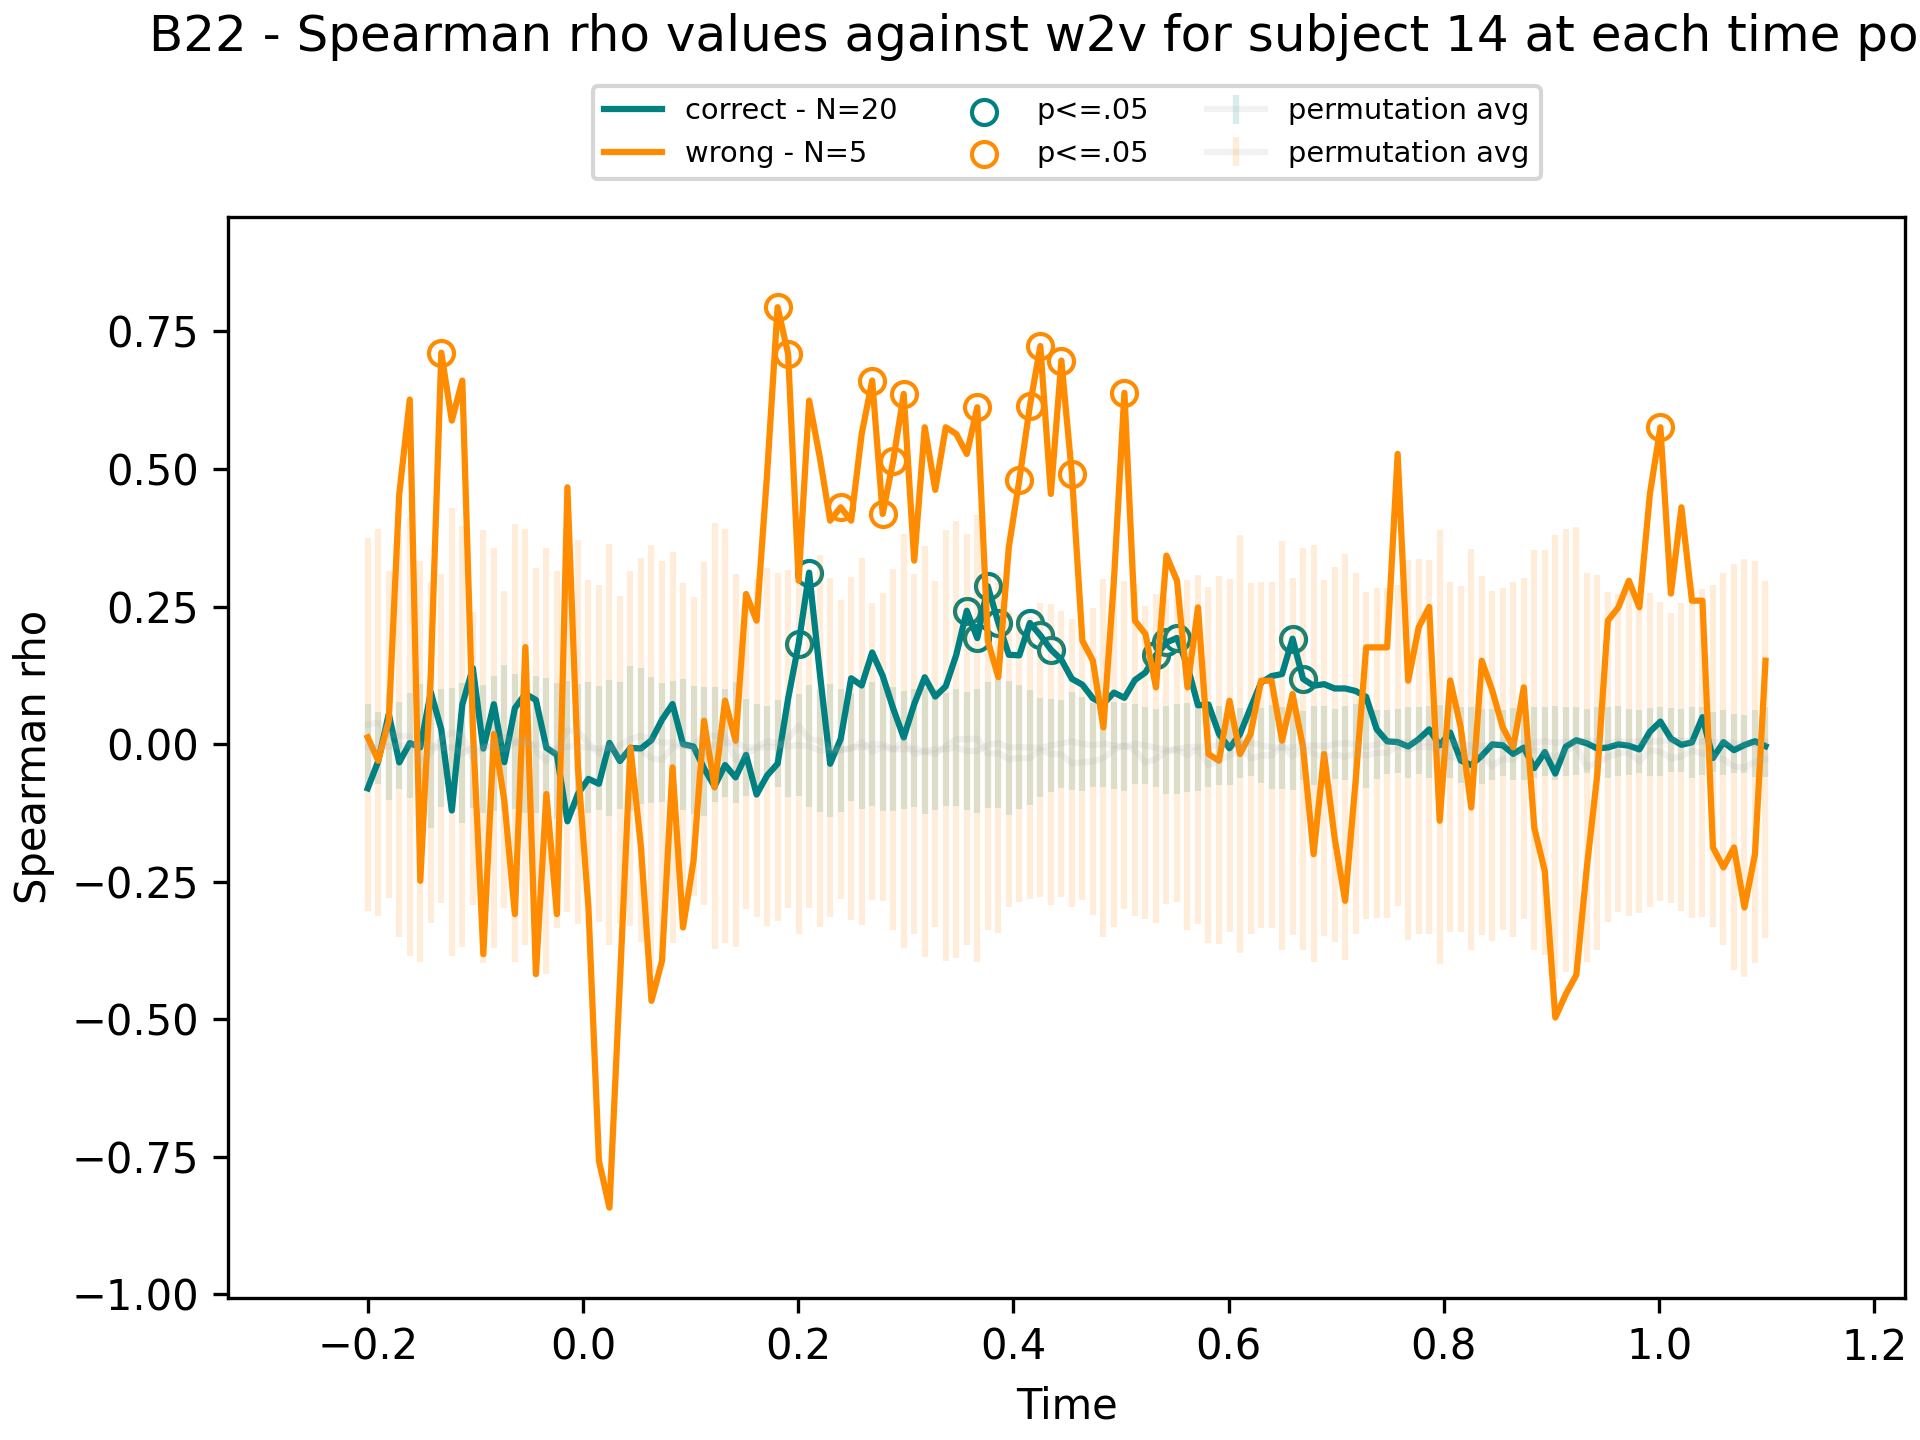 B22 - Spearman rho values against w2v for subject 14 at each time po
correct - N=20
wrong - N=5
p<=.05
p<=.05
permutation avg
permutation avg
Spearman rho
0.75
0.50
0.25
0.00
−0.25
−0.50
−0.75
−1.00
−0.2 0.0 0.2 0.4 0.6 0.8 1.0 1.2
Time